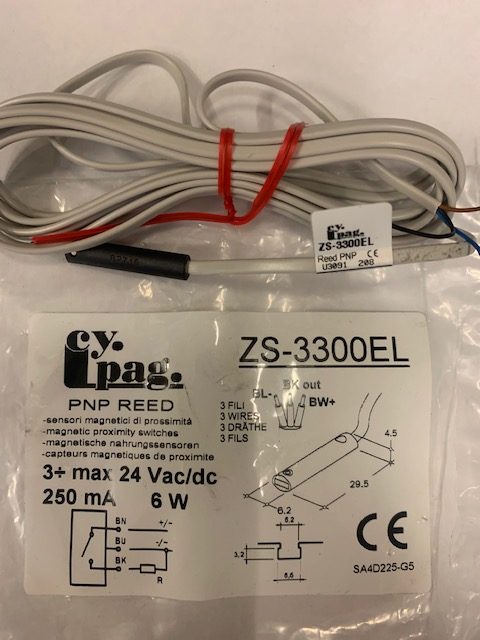 cy.
pag.
ZS-3300EL
Reed PNP CE
U3091 208
cy.
pag.
ZS-3300EL
PNP REED
-sensori magnetici di prossimità
-magnetic proximity switches
-magnetische nahrungssensoren
-capteurs magnetiques de proximite
3÷ max 24 Vac/dc
250 mA 6 W
BN +/-
BU -/-
BK
R
BK out
BL- BW+
3 FILI
3 WIRES
3 DRÄTHE
3 FILS
4,5
29.5
6,2
6,2
3,2
6,6
CE
SA4D225-G5